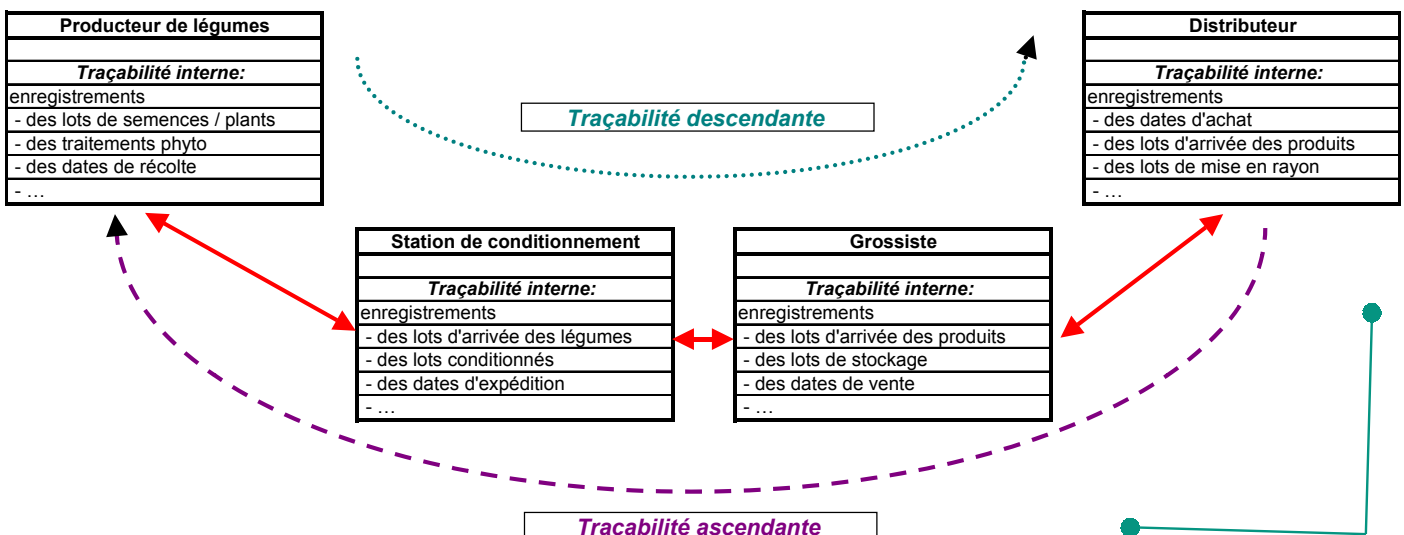 Producteur de légumes
Traçabilité interne:
enregistrements
- des lots de semences / plants
- des traitements phyto
- des dates de récolte
- …
Traçabilité descendante
Distributeur
Traçabilité interne:
enregistrements
- des dates d'achat
- des lots d'arrivée des produits
- des lots de mise en rayon
- …
Station de conditionnement
Traçabilité interne:
enregistrements
- des lots d'arrivée des légumes
- des lots conditionnés
- des dates d'expédition
- …
Grossiste
Traçabilité interne:
enregistrements
- des lots d'arrivée des produits
- des lots de stockage
- des dates de vente
- …
Traçabilité ascendante